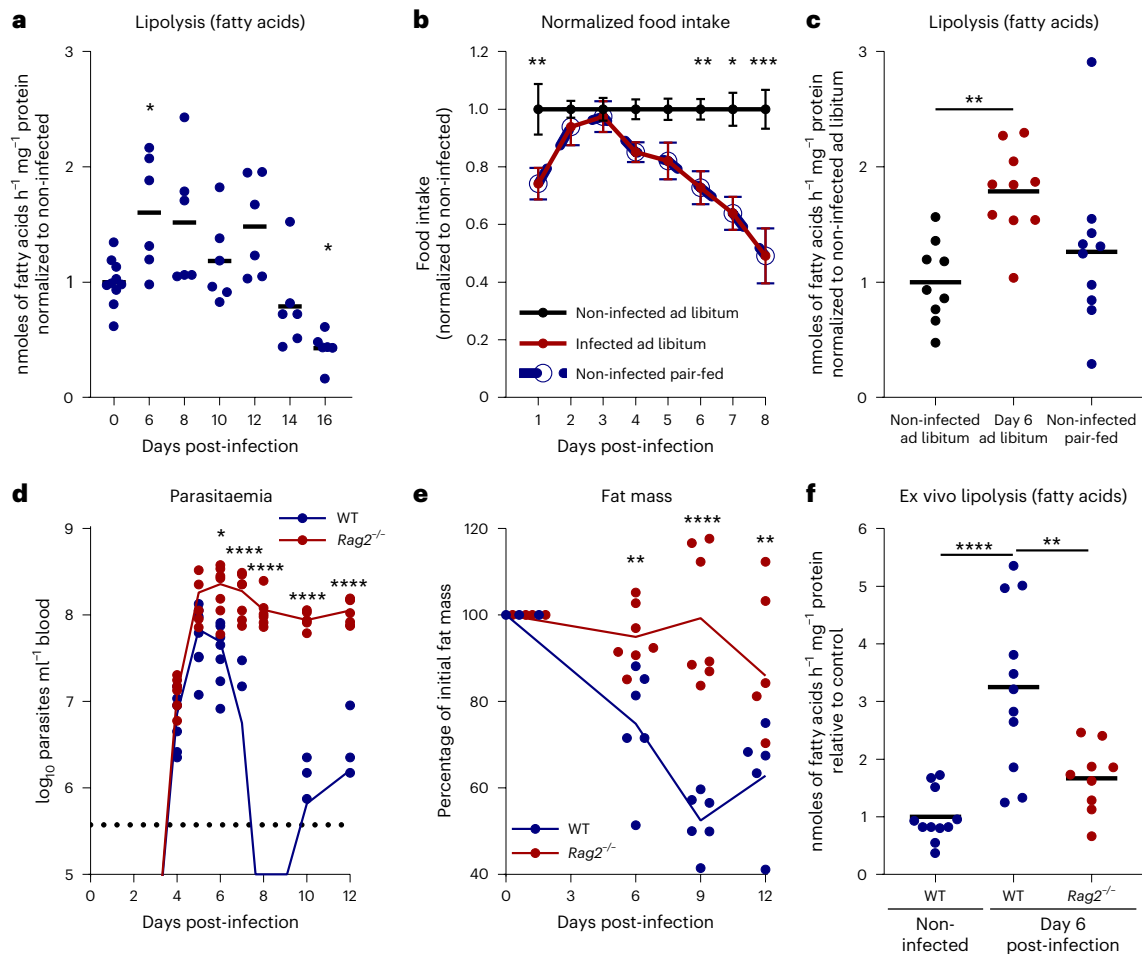 a
Lipolysis (fatty acids)
nmoles of fatty acids h⁻¹ mg⁻¹ protein
normalized to non-infected
3
2
1
0
*
*
0 6 8 10 12 14 16
Days post-infection
b
Normalized food intake
Food intake
(normalized to non-infected)
1.2
1.0
0.8
0.6
0.4
0.2
0
** ** * ***
Non-infected ad libitum
Infected ad libitum
Non-infected pair-fed
1 2 3 4 5 6 7 8
Days post-infection
c
Lipolysis (fatty acids)
nmoles of fatty acids h⁻¹ mg⁻¹ protein
normalized to non-infected ad libitum
3
2
1
0
**
Non-infected ad libitum
Day 6 ad libitum
Non-infected pair-fed
d
Parasitaemia
log₁₀ parasites ml⁻¹ blood
9
8
7
6
5
WT
Rag2⁻/⁻
*
****
****
****
****
0 2 4 6 8 10 12
Days post-infection
e
Fat mass
Percentage of initial fat mass
120
100
80
60
40
**
****
**
WT
Rag2⁻/⁻
0 3 6 9 12
Days post-infection
f
Ex vivo lipolysis (fatty acids)
nmoles of fatty acids h⁻¹ mg⁻¹ protein
relative to control
6
5
4
3
2
1
0
**** **
WT WT Rag2⁻/⁻
Non-infected
Day 6
post-infection